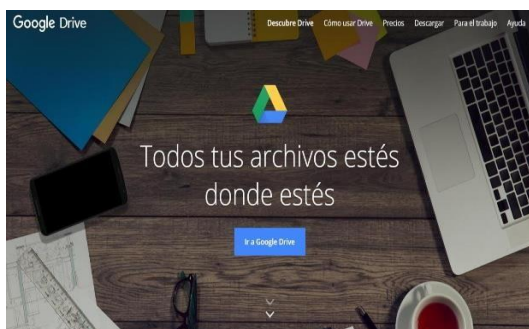 Google Drive
Descubre Drive Cómo usar Drive Precios Descargar Para el trabajo Ayuda
Todos tus archivos estés
donde estés
Ir a Google Drive